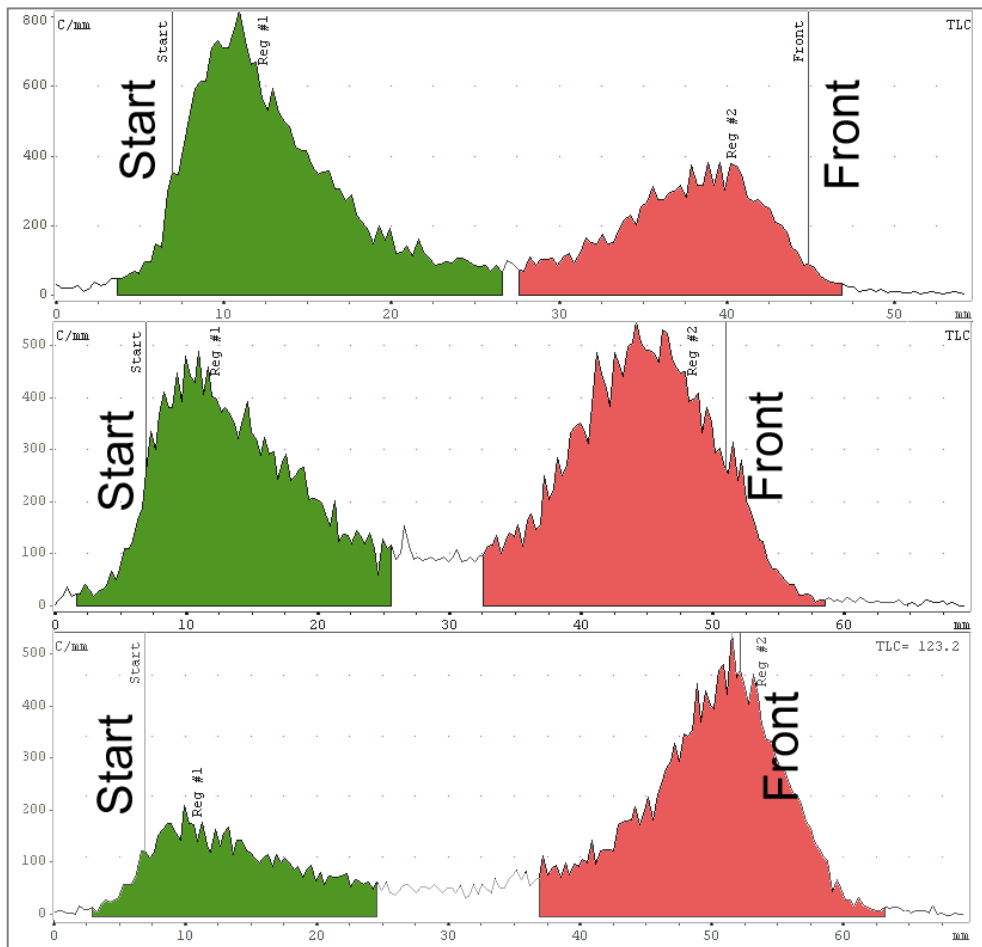 800 C/mm Start Reg #1 Front TLC
600
Start Front
Reg #2
400
200
0
0 10 20 30 40 50 mm
500 C/mm Start Reg #1 Reg #2 TLC
400
Start Front
300
200
100
0
0 10 20 30 40 50 60 mm
C/mm Start Reg #2 TLC= 123.2
500
400
Start Front
300
Reg #1
200
100
0
0 10 20 30 40 50 60 mm